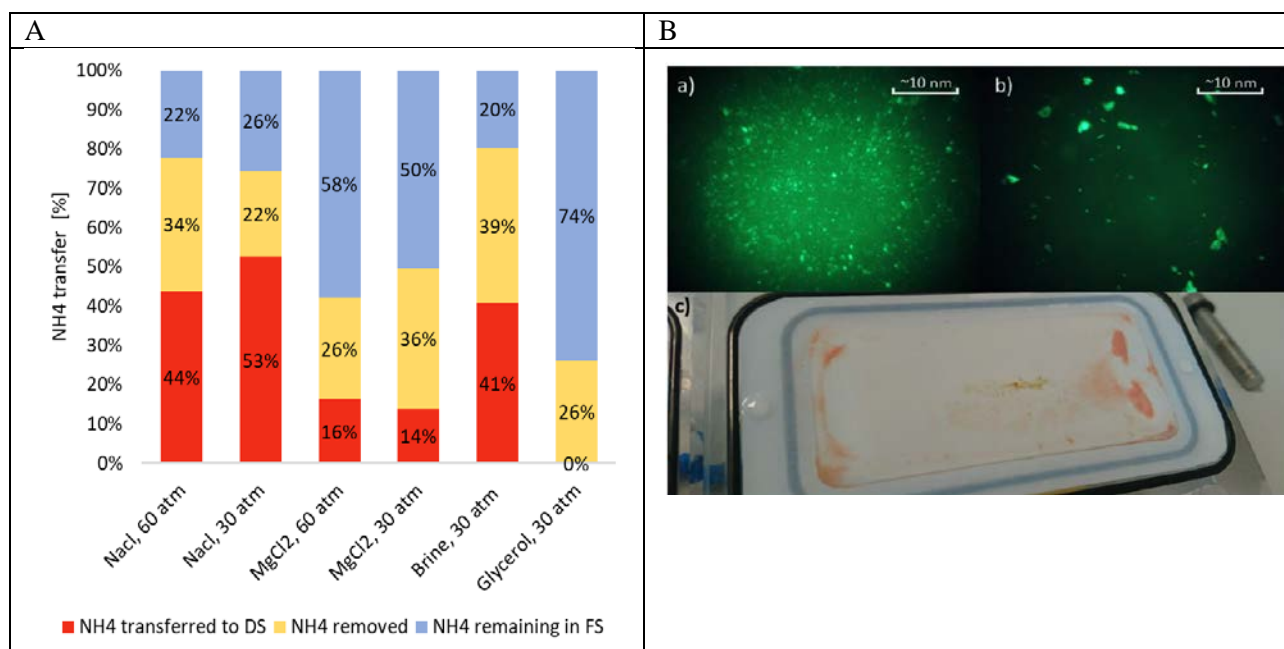 A
B
100%
90%
80%
70%
60%
50%
40%
30%
20%
10%
0%
NH4 transfer [%]
22%
34%
44%
26%
22%
53%
58%
26%
16%
50%
36%
14%
20%
39%
41%
74%
26%
0%
Nacl, 60 atm
Nacl, 30 atm
MgCl2, 60 atm
MgCl2, 30 atm
Brine, 30 atm
Glycerol, 30 atm
NH4 transferred to DS NH4 removed NH4 remaining in FS
a) ~10 nm
b) ~10 nm
c)